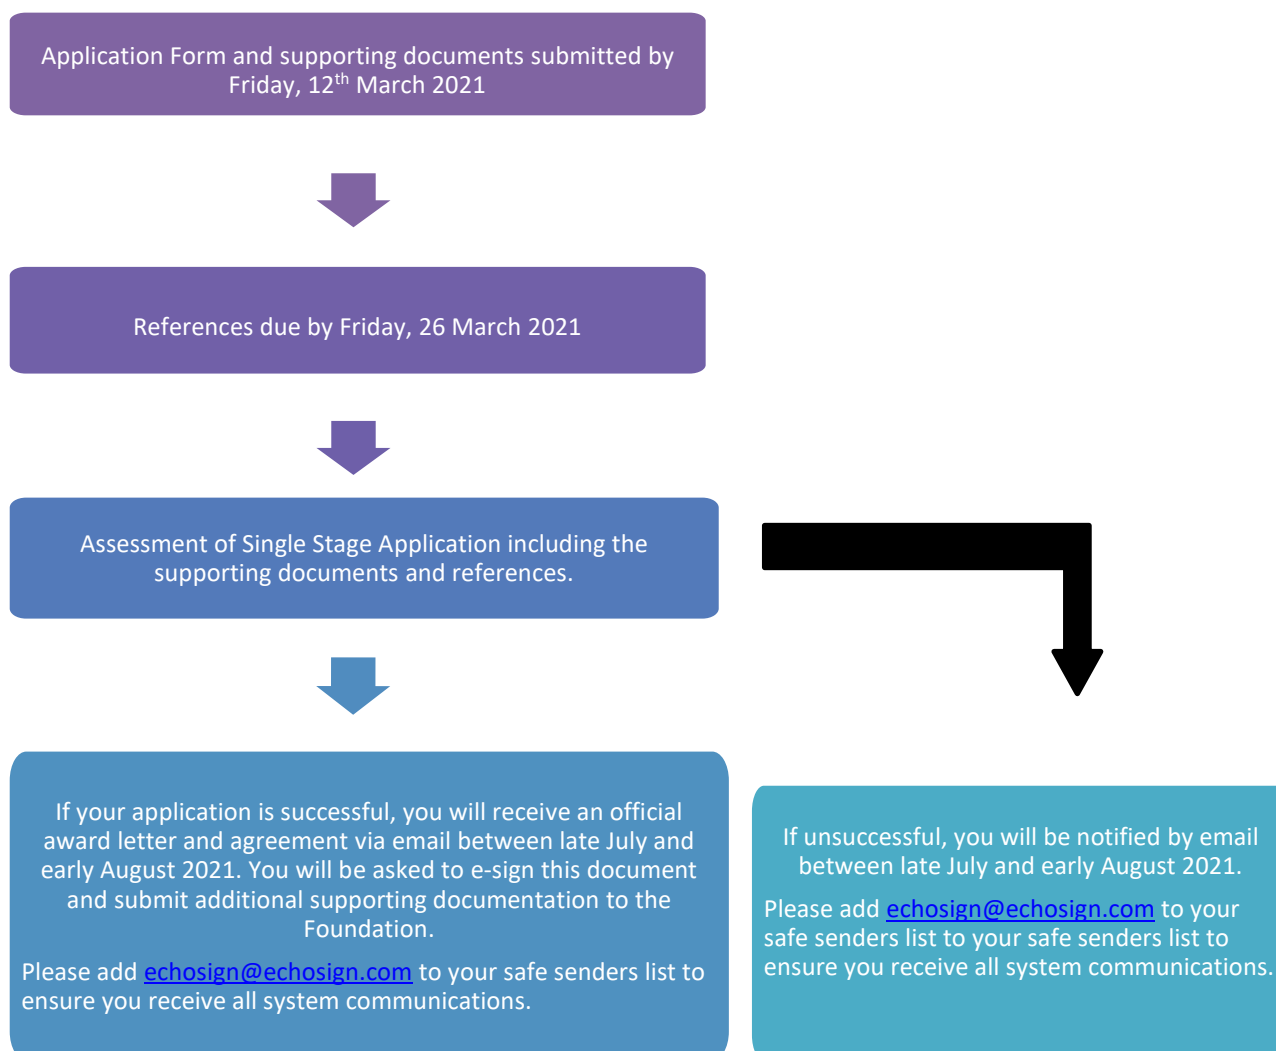 Application Form and supporting documents submitted by
Friday, 12th March 2021
References due by Friday, 26 March 2021
Assessment of Single Stage Application including the
supporting documents and references.
If your application is successful, you will receive an official
award letter and agreement via email between late July and
early August 2021. You will be asked to e-sign this document
and submit additional supporting documentation to the
Foundation.
Please add echosign@echosign.com to your safe senders list to
ensure you receive all system communications.
If unsuccessful, you will be notified by email
between late July and early August 2021.
Please add echosign@echosign.com to your
safe senders list to your safe senders list to
ensure you receive all system communications.